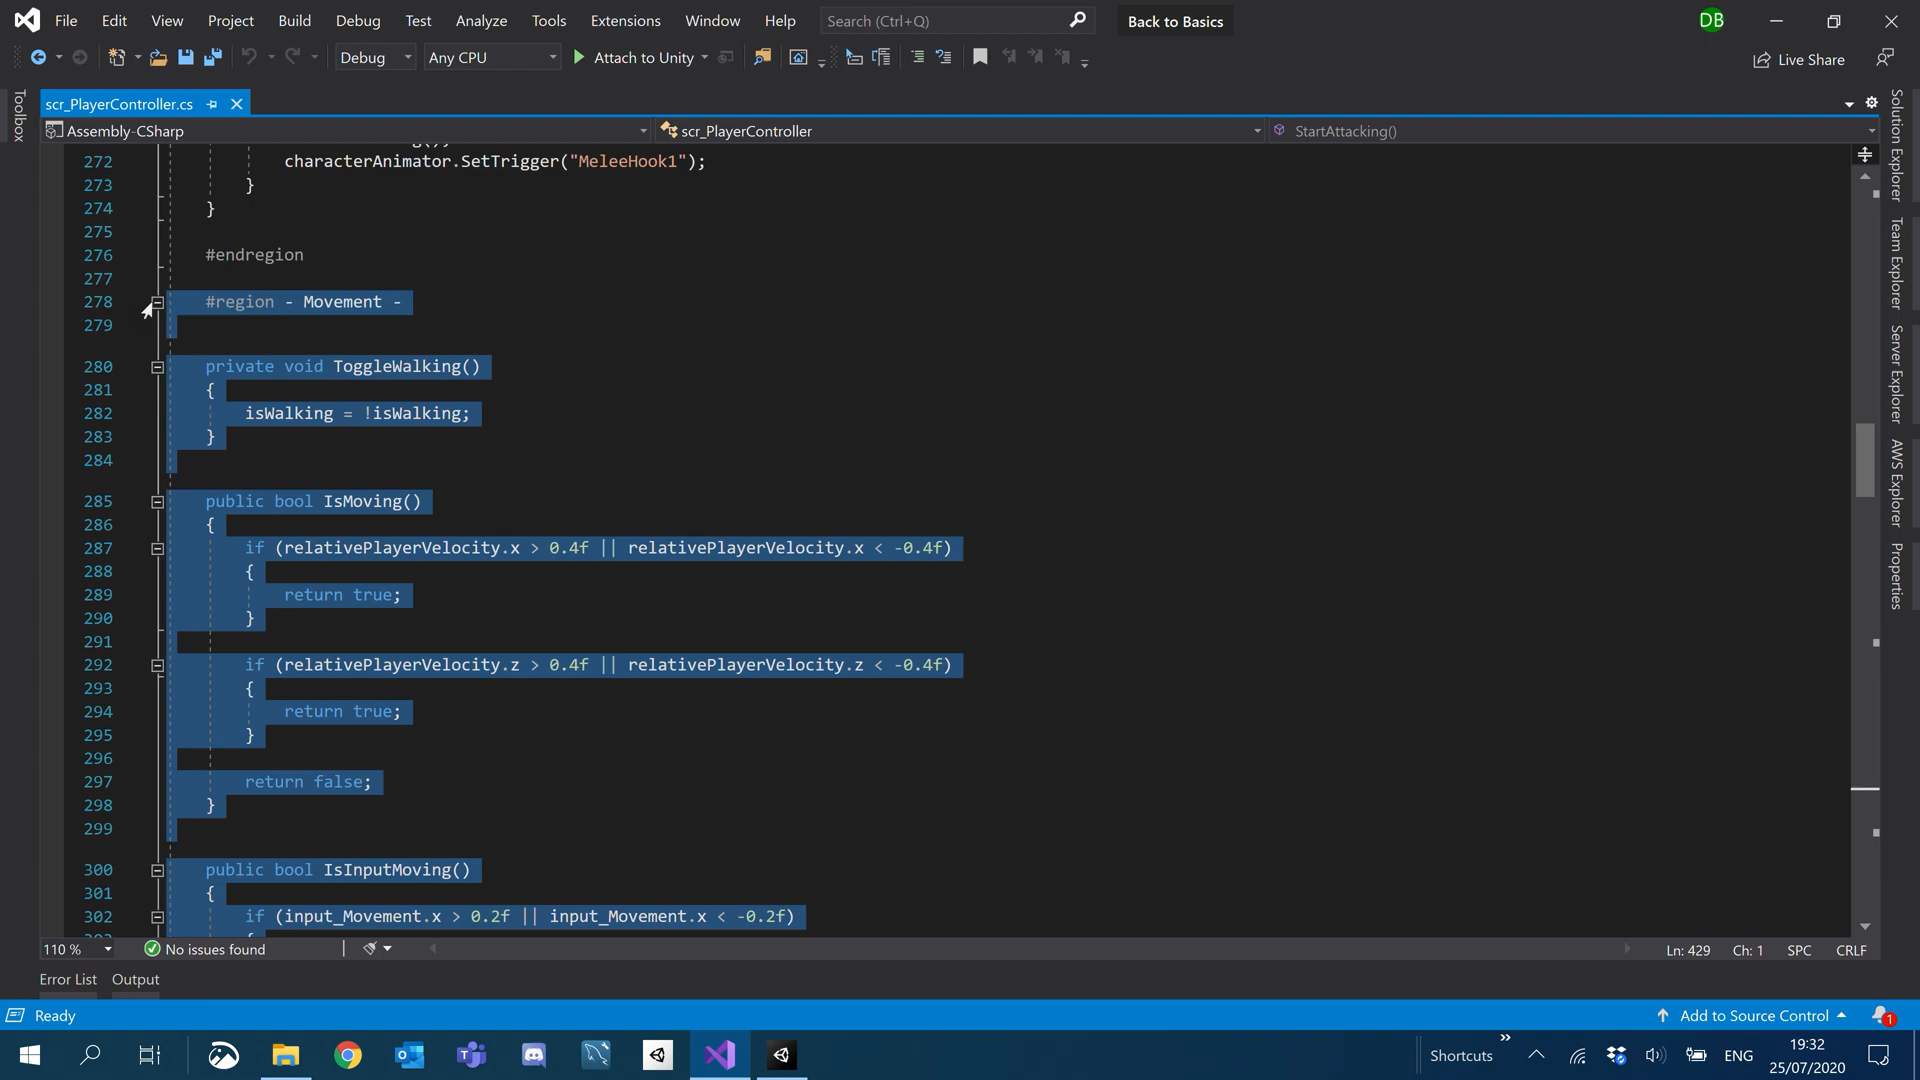 File Edit View Project Build Debug Test Analyze Tools Extensions Window Help Search (Ctrl+Q) Back to Basics DB
Debug Any CPU Attach to Unity Live Share
Toolbox
scr_PlayerController.cs
Assembly-CSharp scr_PlayerController StartAttacking()
272 characterAnimator.SetTrigger("MeleeHook1");
273 }
274 }
275
276 #endregion
277
278 #region - Movement -
279
280 private void ToggleWalking()
281 {
282 isWalking = !isWalking;
283 }
284
285 public bool IsMoving()
286 {
287 if (relativePlayerVelocity.x > 0.4f || relativePlayerVelocity.x < -0.4f)
288 {
289 return true;
290 }
291
292 if (relativePlayerVelocity.z > 0.4f || relativePlayerVelocity.z < -0.4f)
293 {
294 return true;
295 }
296
297 return false;
298 }
299
300 public bool IsInputMoving()
301 {
302 if (input_Movement.x > 0.2f || input_Movement.x < -0.2f)
Solution Explorer
Team Explorer
Server Explorer
AWS Explorer
Properties
110 % No issues found Ln: 429 Ch: 1 SPC CRLF
Error List Output
Ready Add to Source Control 1
Shortcuts ENG 19:32
25/07/2020